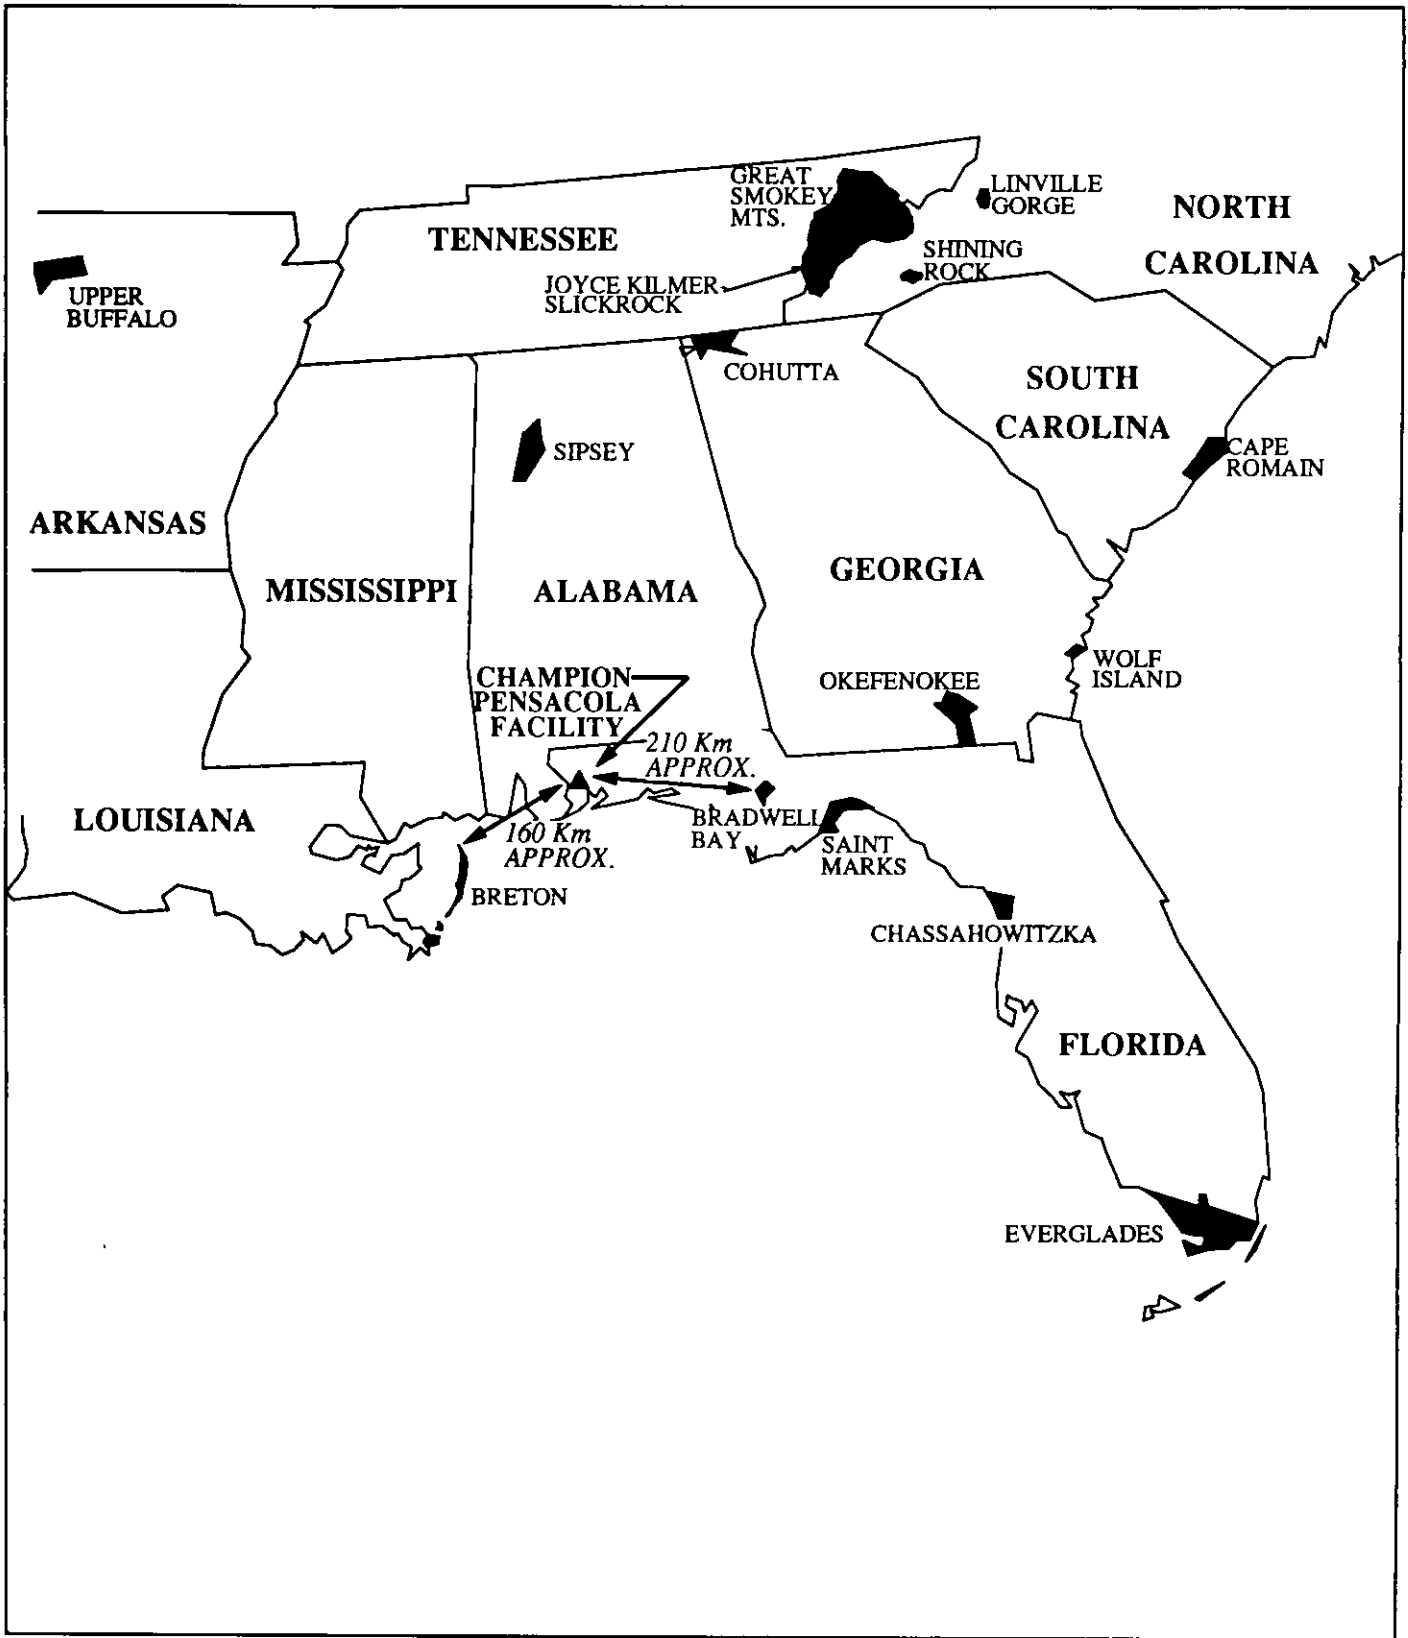 GREAT
SMOKEY
MTS.
LINVILLE
GORGE
NORTH
CAROLINA
TENNESSEE
SHINING
ROCK
JOYCE KILMER-
SLICKROCK
UPPER
BUFFALO
COHUTTA
SOUTH
CAROLINA
SIPSEY
CAPE
ROMAIN
ARKANSAS
MISSISSIPPI
ALABAMA
GEORGIA
WOLF
ISLAND
CHAMPION
PENSACOLA
FACILITY
OKEFENOKEE
210 Km
APPROX.
LOUISIANA
160 Km
APPROX.
BRADWELL
BAY
SAINT
MARKS
BRETON
CHASSAHOWITZKA
FLORIDA
EVERGLADES